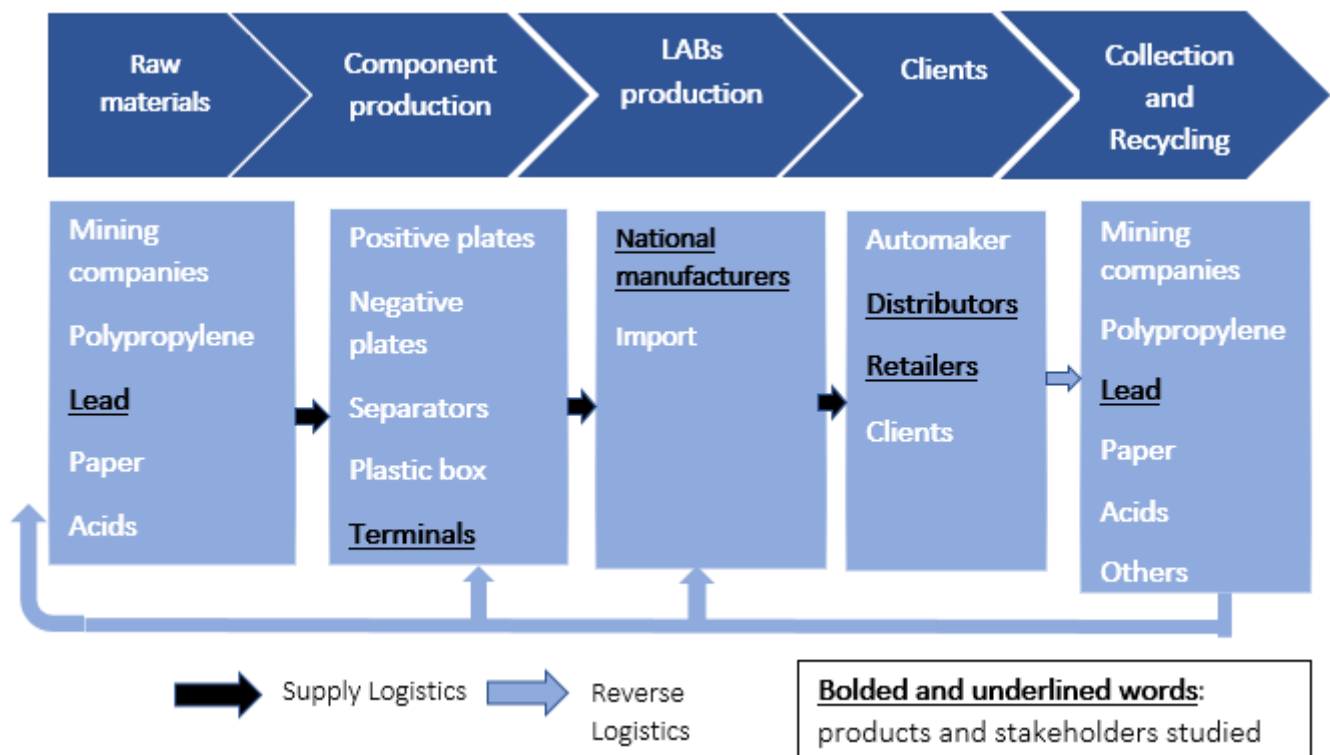 Raw
materials
Component
production
LABs
production
Clients
Collection
and
Recycling
Mining
companies
Polypropylene
Lead
Paper
Acids
Positive plates
Negative
plates
Separators
Plastic box
Terminals
National
manufacturers
Import
Automaker
Distributors
Retailers
Clients
Mining
companies
Polypropylene
Lead
Paper
Acids
Others
Supply Logistics
Reverse
Logistics
Bolded and underlined words:
products and stakeholders studied